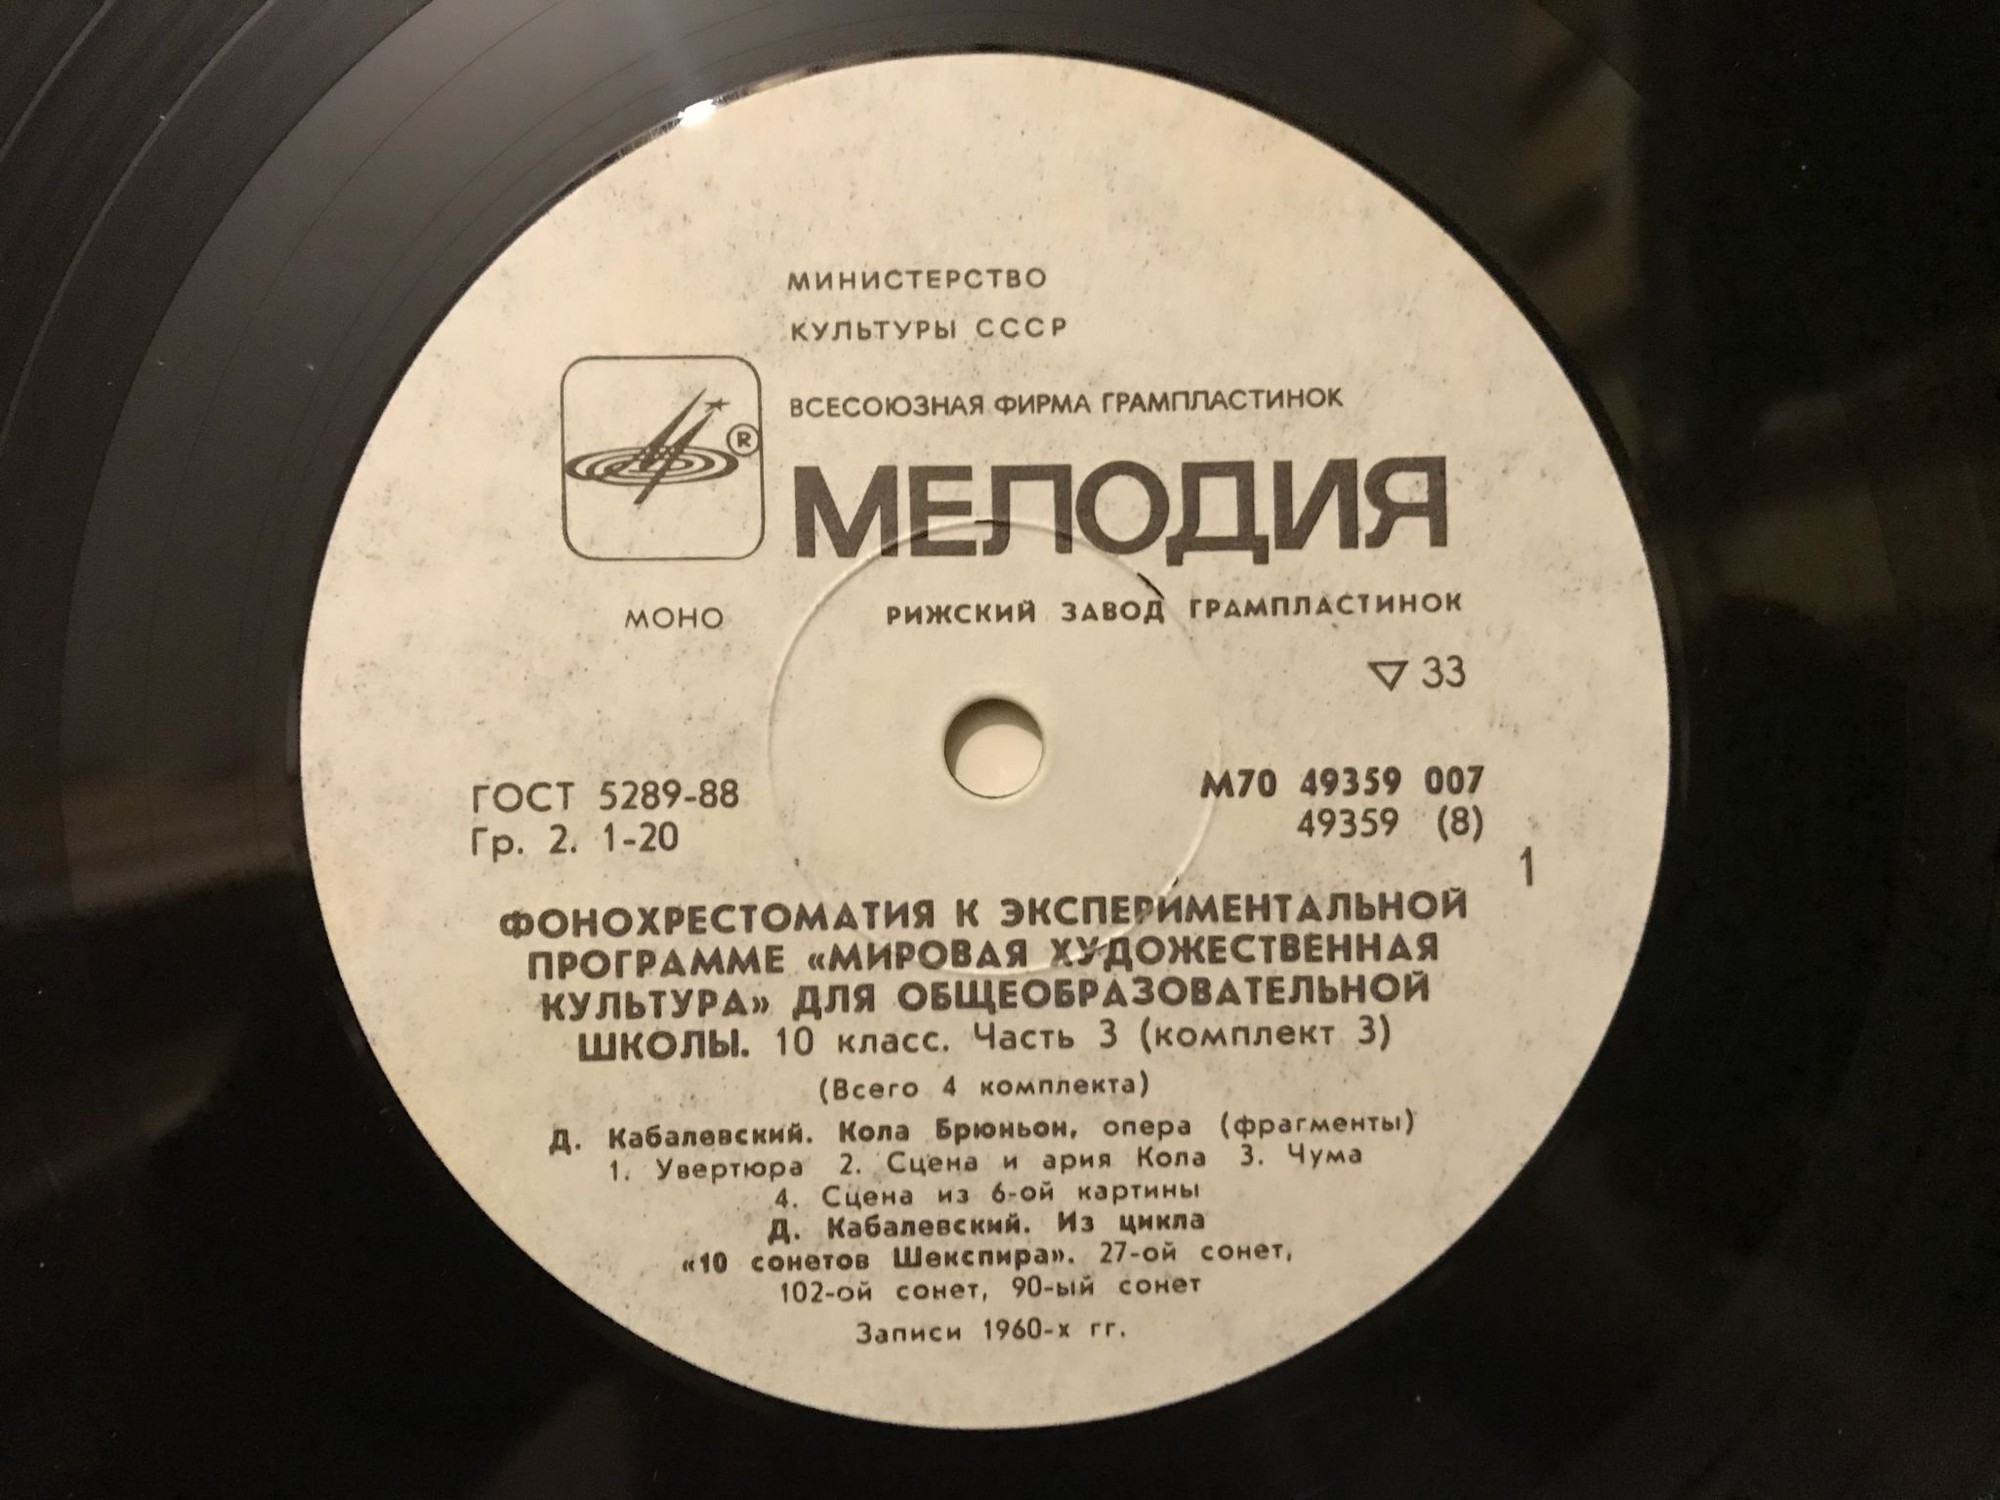 МИНИСТЕРСТВО
КУЛЬТУРЫ СССР
ВСЕСОЮЗНАЯ ФИРМА ГРАМПЛАСТИНОК
®
МЕЛОДИЯ
МОНО
РИЖСКИЙ ЗАВОД ГРАМПЛАСТИНОК
▽ 33
ГОСТ 5289-88
Гр. 2. 1-20
М70 49359 007
49359 (8)
1
ФОНОХРЕСТОМАТИЯ К ЭКСПЕРИМЕНТАЛЬНОЙ
ПРОГРАММЕ «МИРОВАЯ ХУДОЖЕСТВЕННАЯ
КУЛЬТУРА» ДЛЯ ОБЩЕОБРАЗОВАТЕЛЬНОЙ
ШКОЛЫ. 10 класс. Часть 3 (комплект 3)
(Всего 4 комплекта)
Д. Кабалевский. Кола Брюньон, опера (фрагменты)
1. Увертюра 2. Сцена и ария Кола 3. Чума
4. Сцена из 6-ой картины
Д. Кабалевский. Из цикла
«10 сонетов Шекспира». 27-ой сонет,
102-ой сонет, 90-ый сонет
Записи 1960-х гг.